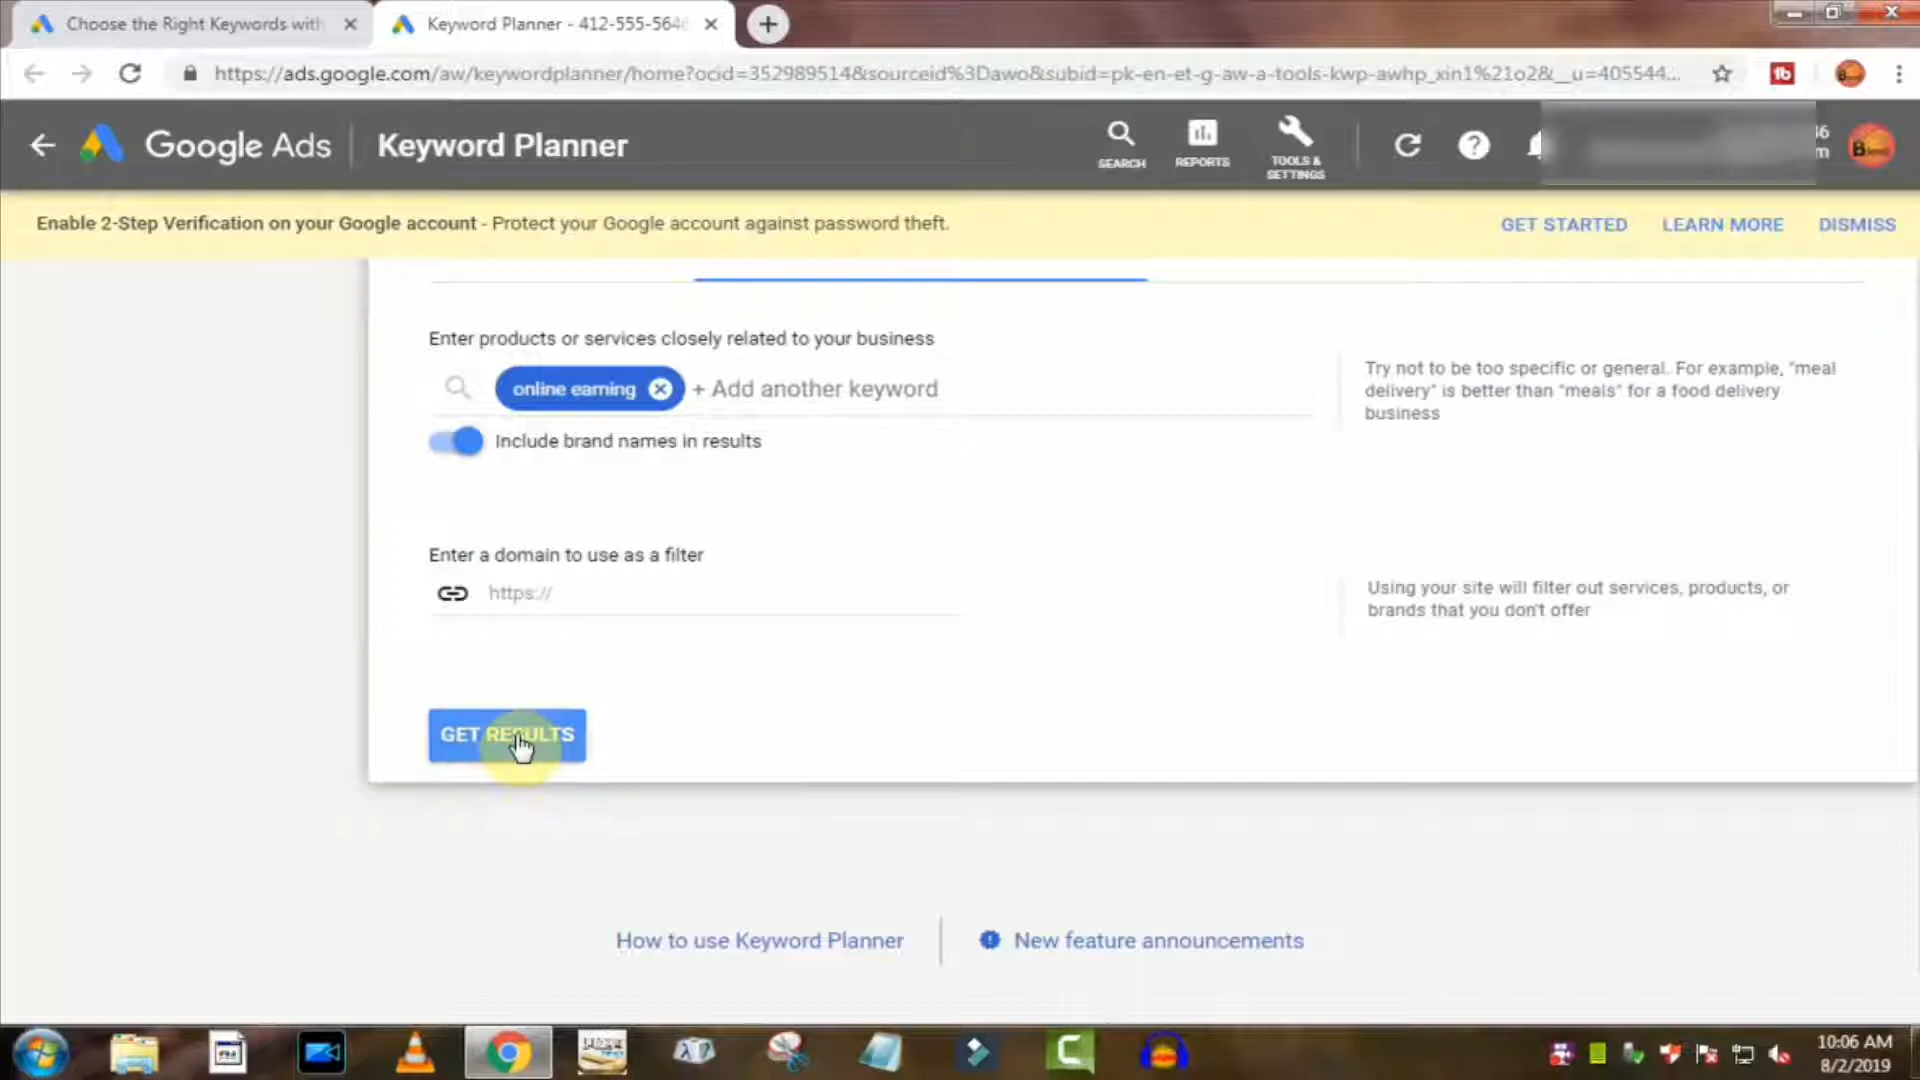 Choose the Right Keywords with
Keyword Planner - 412-555-564
https://ads.google.com/aw/keywordplanner/home?ocid=352989514&sourceid%3Dawo&subid=pk-en-et-g-aw-a-tools-kwp-awhp_xin1%21o2&__u=405544...
Google Ads
Keyword Planner
SEARCH
REPORTS
TOOLS &
SETTINGS
Enable 2-Step Verification on your Google account - Protect your Google account against password theft.
GET STARTED
LEARN MORE
DISMISS
Enter products or services closely related to your business
online earning
+ Add another keyword
Try not to be too specific or general. For example, "meal
delivery" is better than "meals" for a food delivery
business
Include brand names in results
Enter a domain to use as a filter
https://
Using your site will filter out services, products, or
brands that you don't offer
GET RESULTS
How to use Keyword Planner
New feature announcements
10:06 AM
8/2/2019